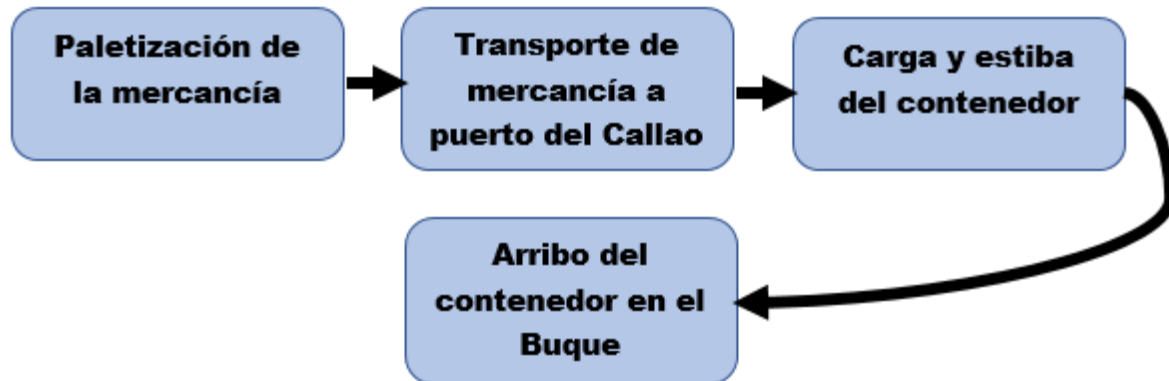 Paletización de
la mercancía
Transporte de
mercancía a
puerto del Callao
Carga y estiba
del contenedor
Arribo del
contenedor en el
Buque